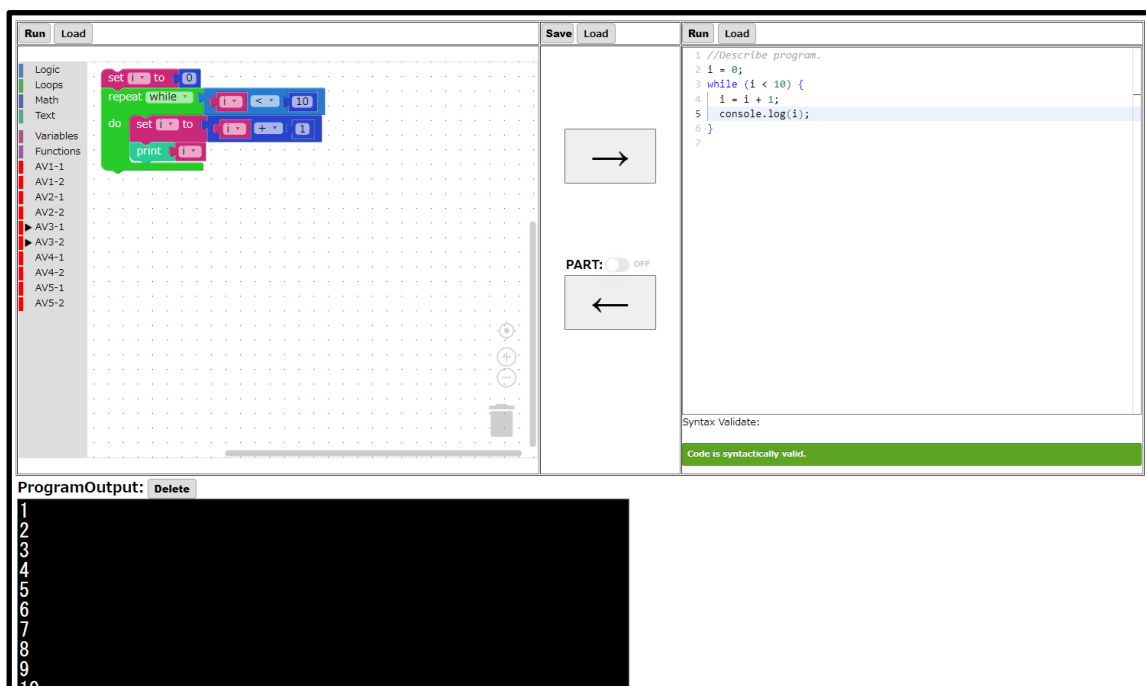 Run Load
Logic
Loops
Math
Text
Variables
Functions
AV1-1
AV1-2
AV2-1
AV2-2
▶ AV3-1
▶ AV3-2
AV4-1
AV4-2
AV5-1
AV5-2
set i to 0
repeat while i < 10
do set i to i + 1
print i
Save Load
→
PART: OFF
←
Run Load
1 //Describe program.
2 i = 0;
3 while (i < 10) {
4 i = i + 1;
5 console.log(i);
6 }
7
Syntax Validate:
Code is syntactically valid.
ProgramOutput: Delete
1
2
3
4
5
6
7
8
9
10